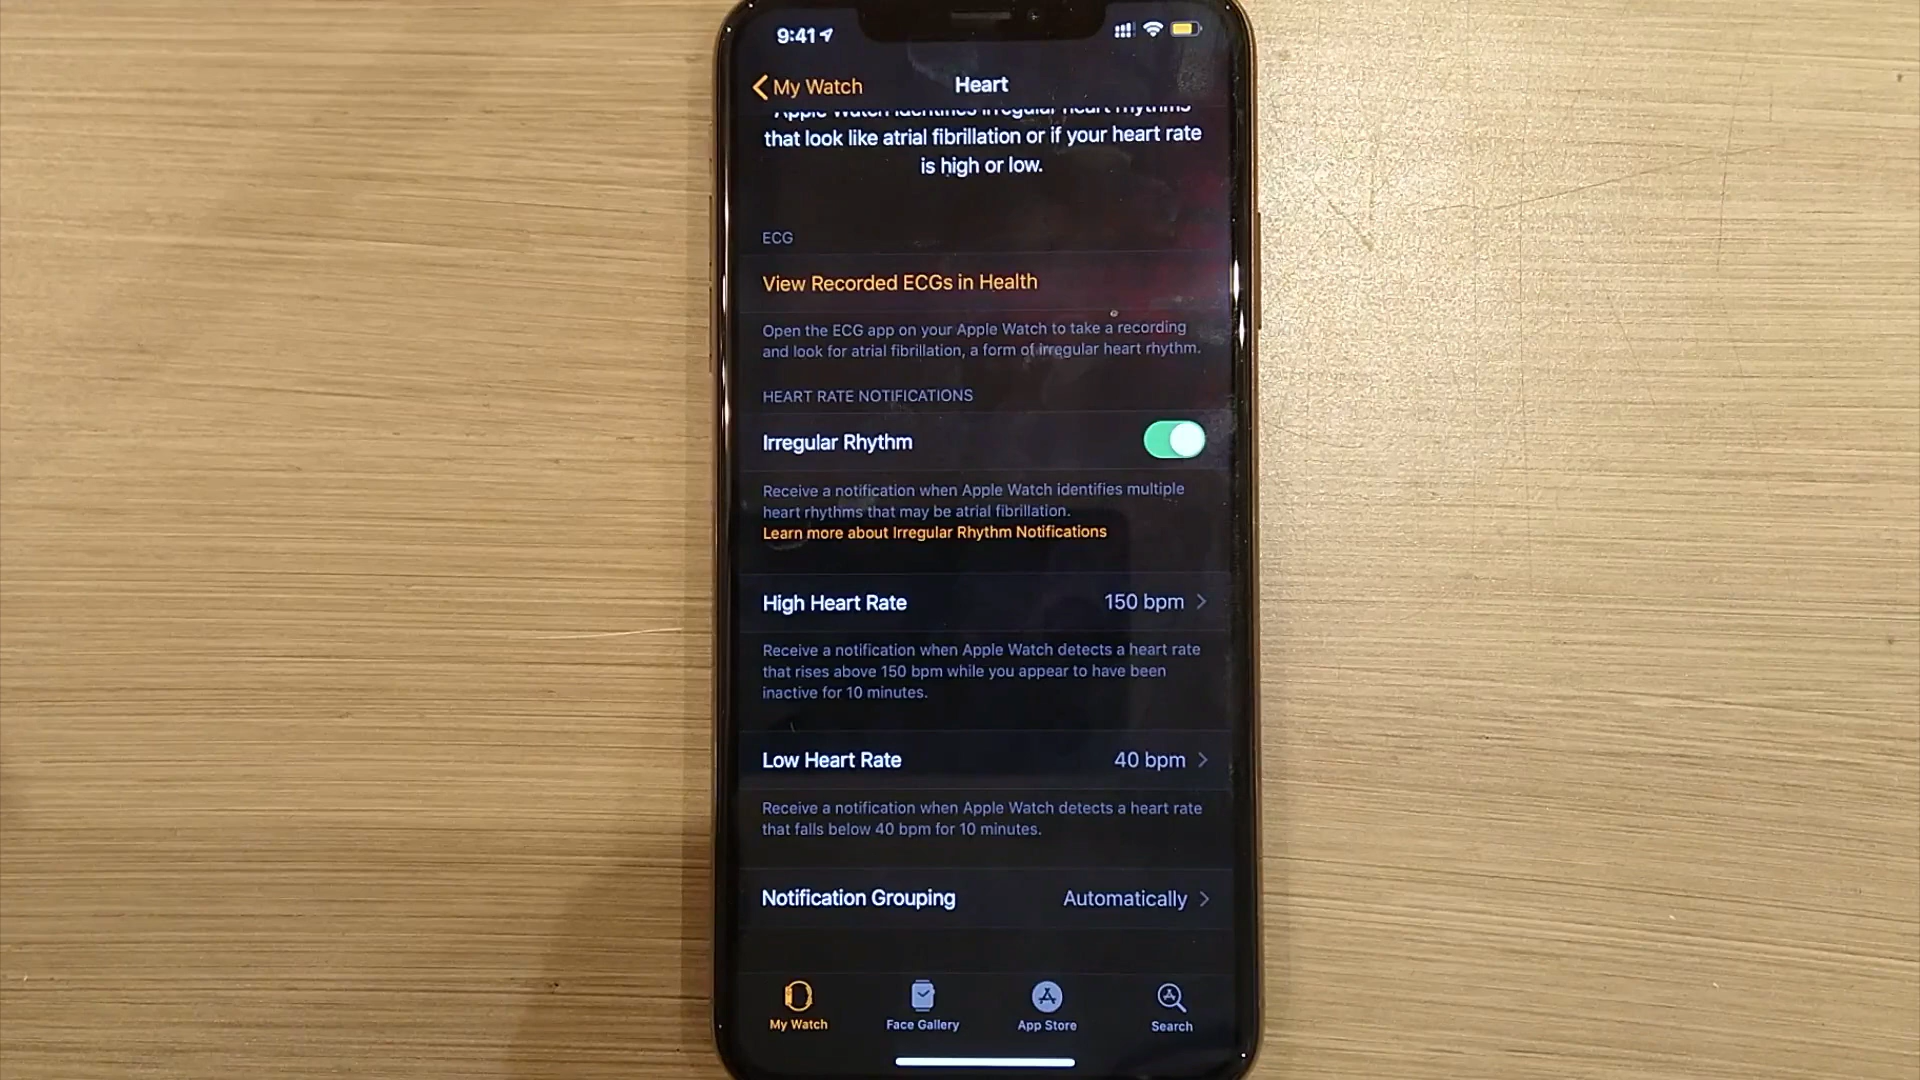 9:41
My Watch
Heart
Apple Watch identifies irregular heart rhythms
that look like atrial fibrillation or if your heart rate
is high or low.
ECG
View Recorded ECGs in Health
Open the ECG app on your Apple Watch to take a recording
and look for atrial fibrillation, a form of irregular heart rhythm.
HEART RATE NOTIFICATIONS
Irregular Rhythm
Receive a notification when Apple Watch identifies multiple
heart rhythms that may be atrial fibrillation.
Learn more about Irregular Rhythm Notifications
High Heart Rate 150 bpm
Receive a notification when Apple Watch detects a heart rate
that rises above 150 bpm while you appear to have been
inactive for 10 minutes.
Low Heart Rate 40 bpm
Receive a notification when Apple Watch detects a heart rate
that falls below 40 bpm for 10 minutes.
Notification Grouping Automatically
My Watch Face Gallery App Store Search